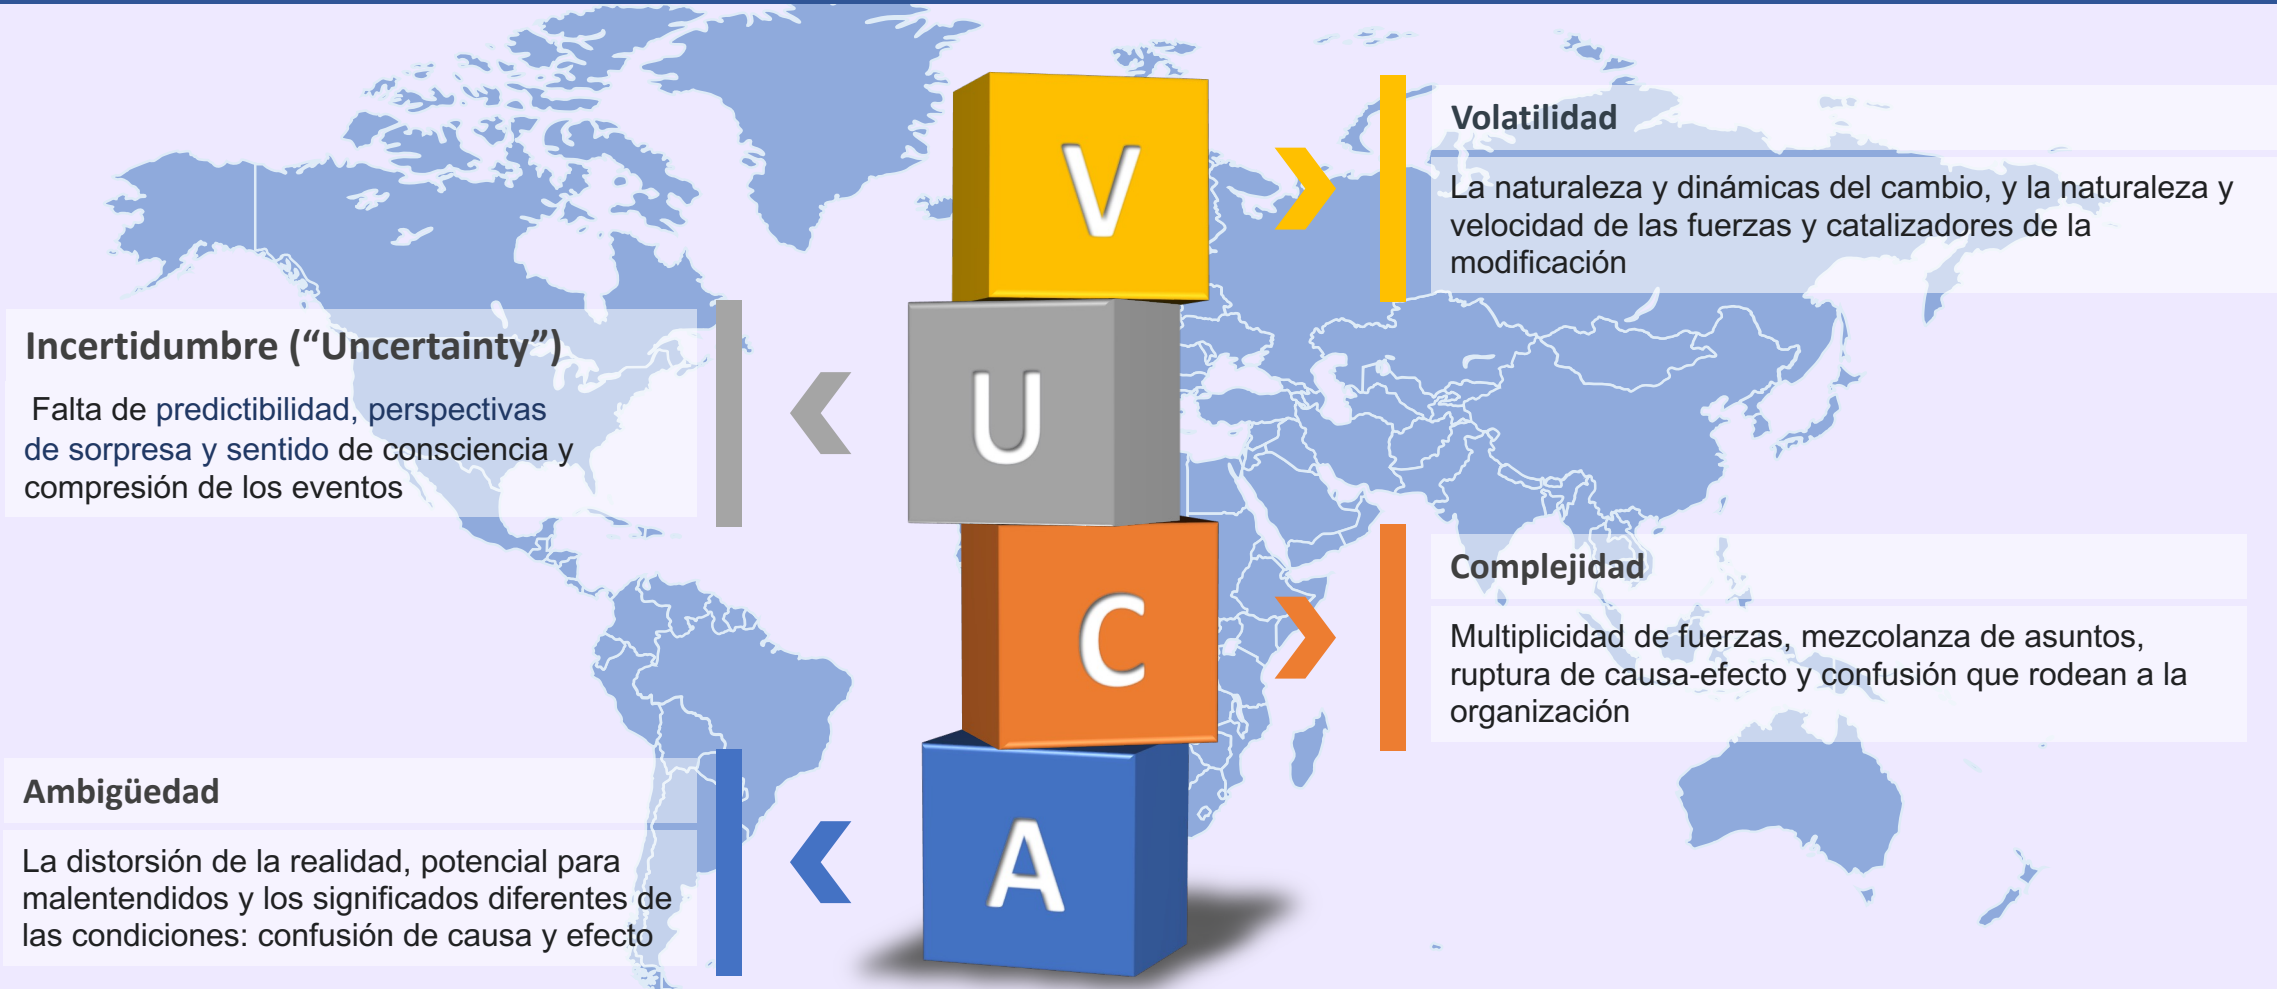 V
Volatilidad
La naturaleza y dinámicas del cambio, y la naturaleza y
velocidad de las fuerzas y catalizadores de la
modificación
U
Incertidumbre (“Uncertainty”)
Falta de predictibilidad, perspectivas
de sorpresa y sentido de consciencia y
compresión de los eventos
C
Complejidad
Multiplicidad de fuerzas, mezcolanza de asuntos,
ruptura de causa-efecto y confusión que rodean a la
organización
A
Ambigüedad
La distorsión de la realidad, potencial para
malentendidos y los significados diferentes de
las condiciones: confusión de causa y efecto